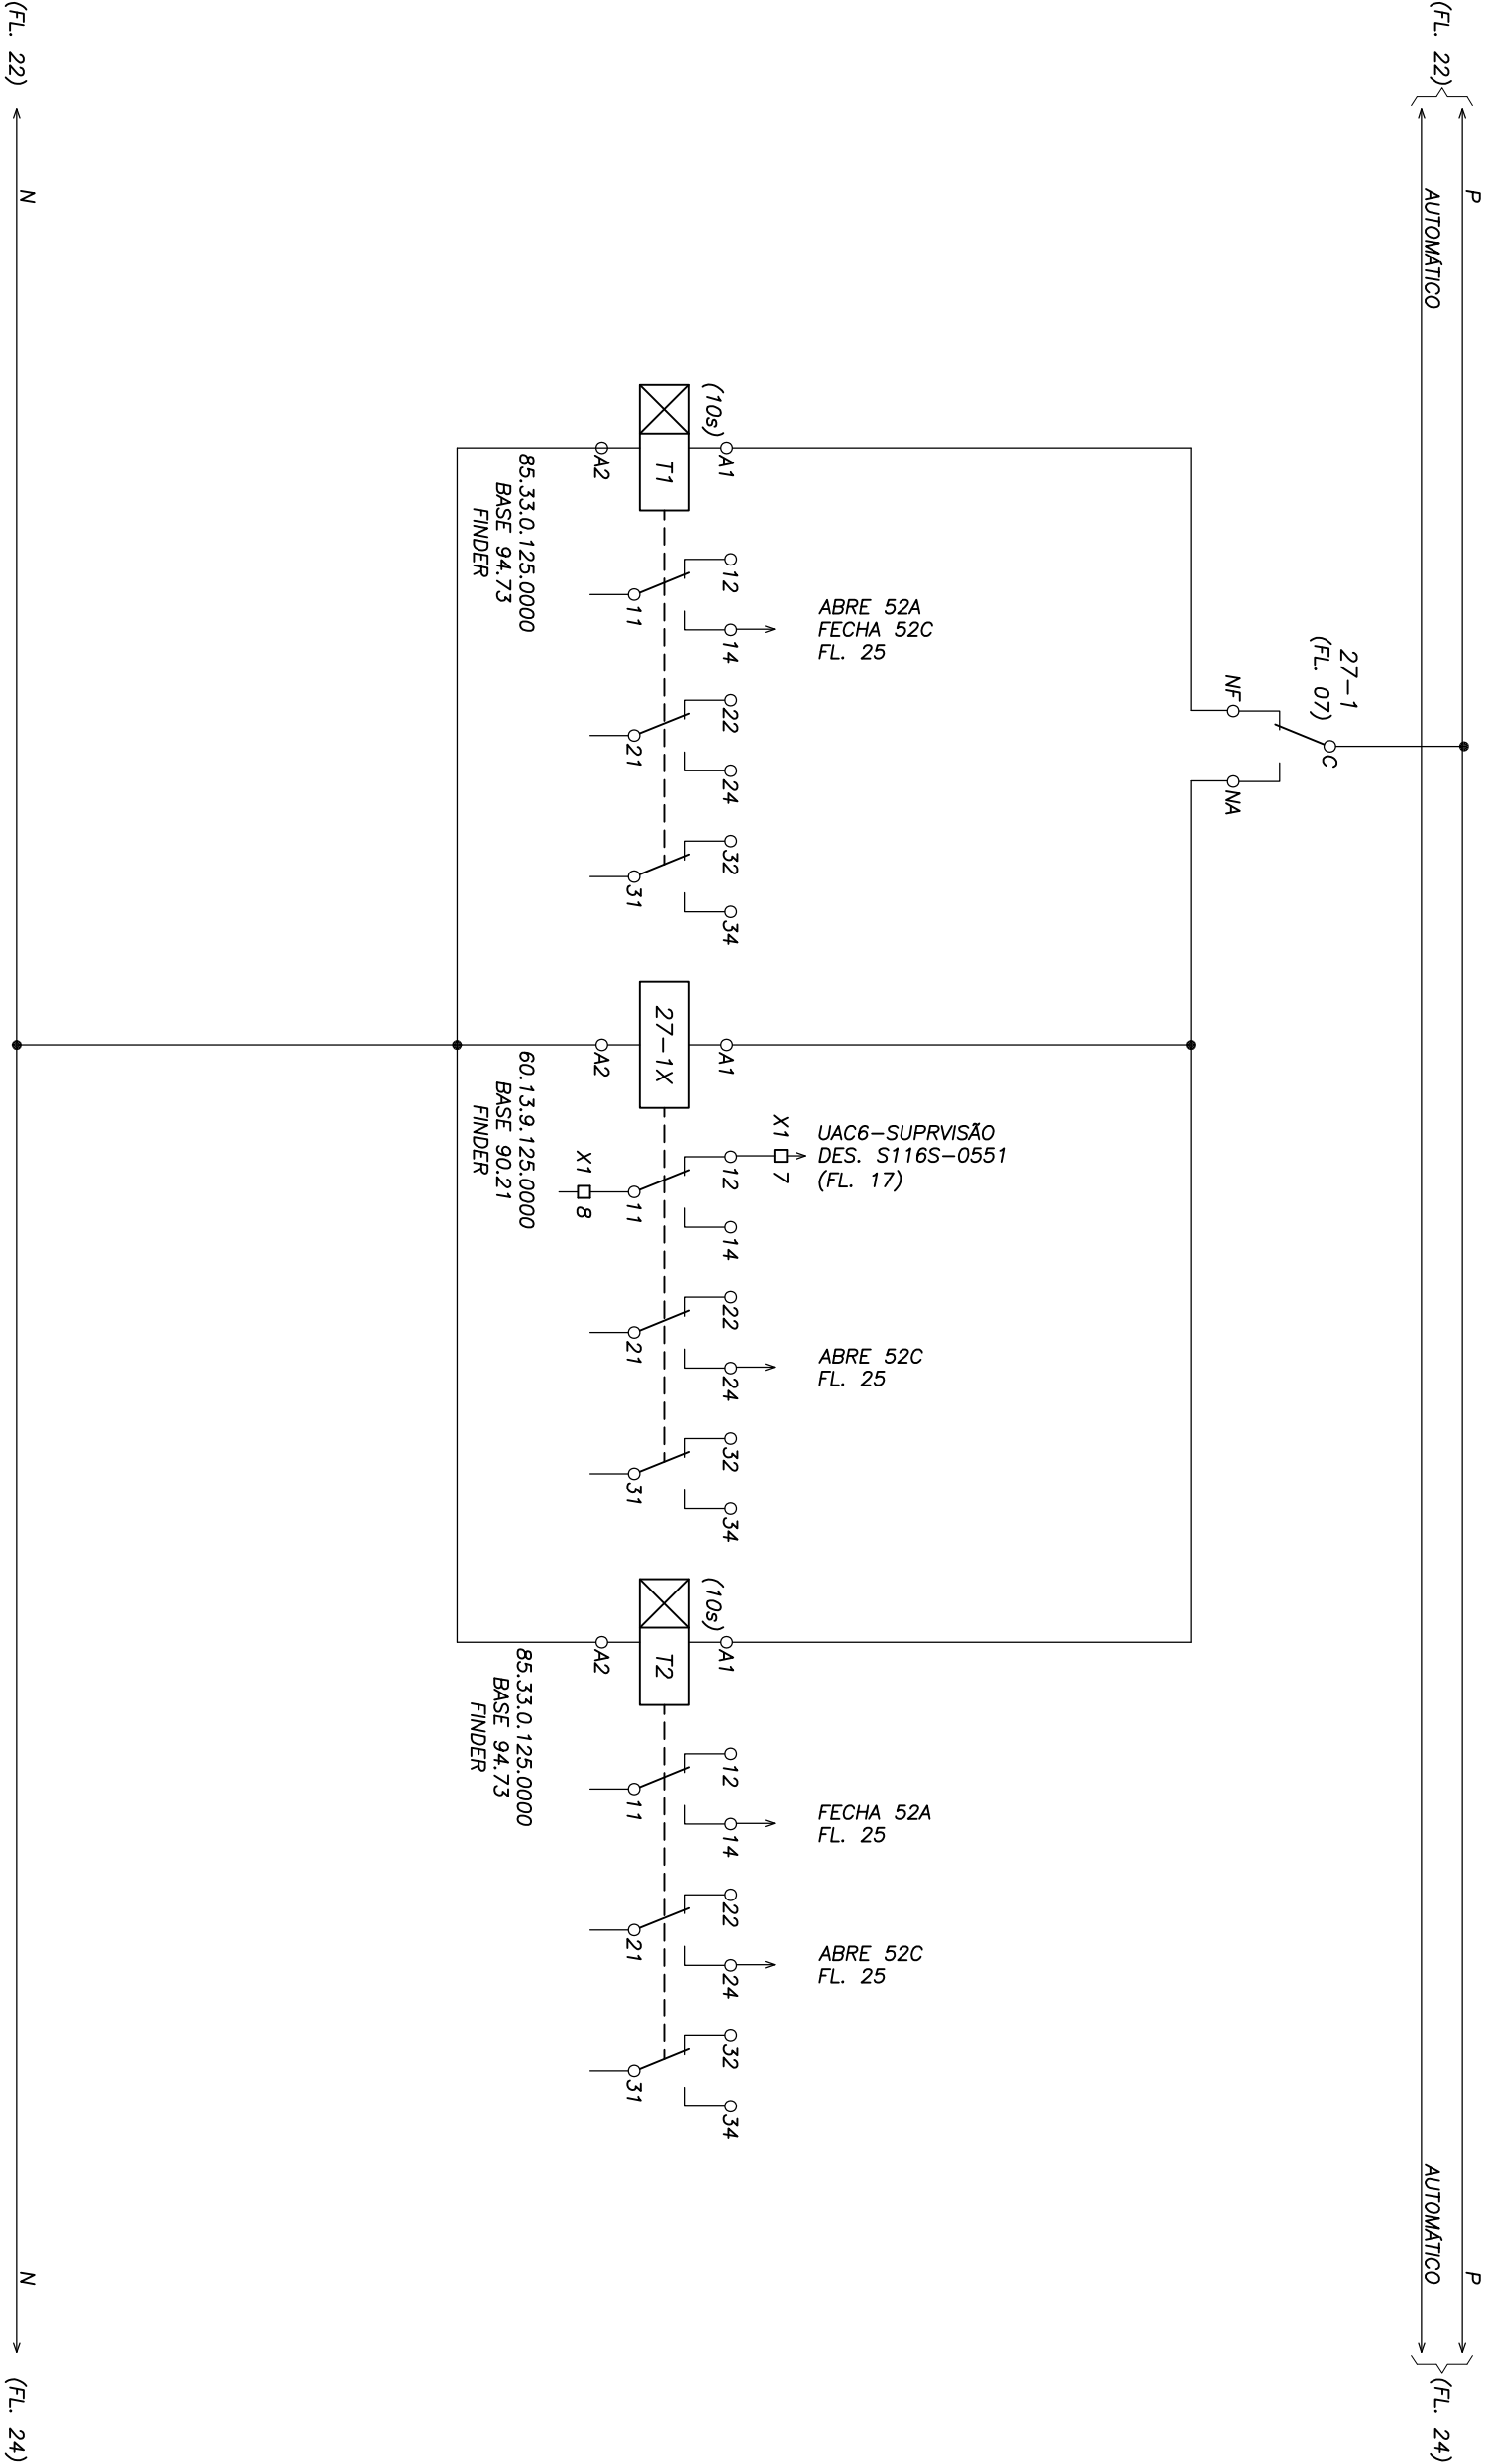 (FL. 22)
P
AUTOMÁTICO
P
AUTOMÁTICO
(FL. 24)
27-1
(FL. 07)
C
NF
NA
(10s)
A1
T1
A2
85.33.0.125.0000
BASE 94.73
FINDER
12
11
14
ABRE 52A
FECHA 52C
FL. 25
22
21
24
32
31
34
A1
27-1X
A2
60.13.9.125.0000
BASE 90.21
FINDER
UAC6-SUPRVISÃO
DES. S116S-0551
(FL. 17)
X1 7
12
11
X1 8
14
22
21
24
ABRE 52C
FL. 25
32
31
34
(10s)
A1
T2
A2
85.33.0.125.0000
BASE 94.73
FINDER
12
11
14
FECHA 52A
FL. 25
22
21
24
ABRE 52C
FL. 25
32
31
34
(FL. 22)
N
N
(FL. 24)